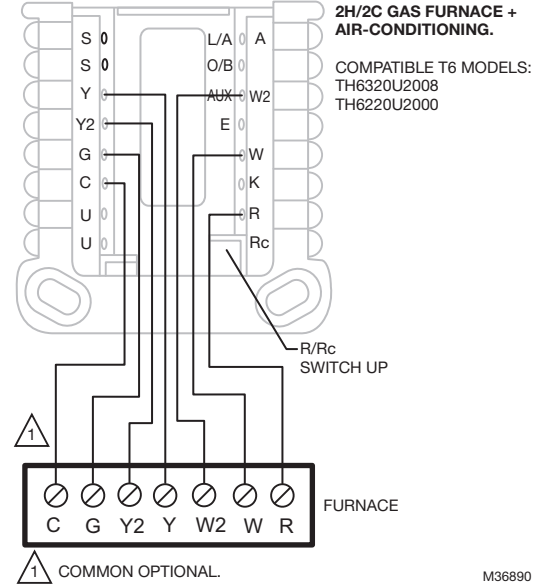 2H/2C GAS FURNACE +
AIR-CONDITIONING.
COMPATIBLE T6 MODELS:
TH6320U2008
TH6220U2000
S L/A A
S O/B
Y AUX W2
Y2 E
G W
C K
U R
U Rc
R/Rc
SWITCH UP
1
C G Y2 Y W2 W R
FURNACE
1 COMMON OPTIONAL.
M36890